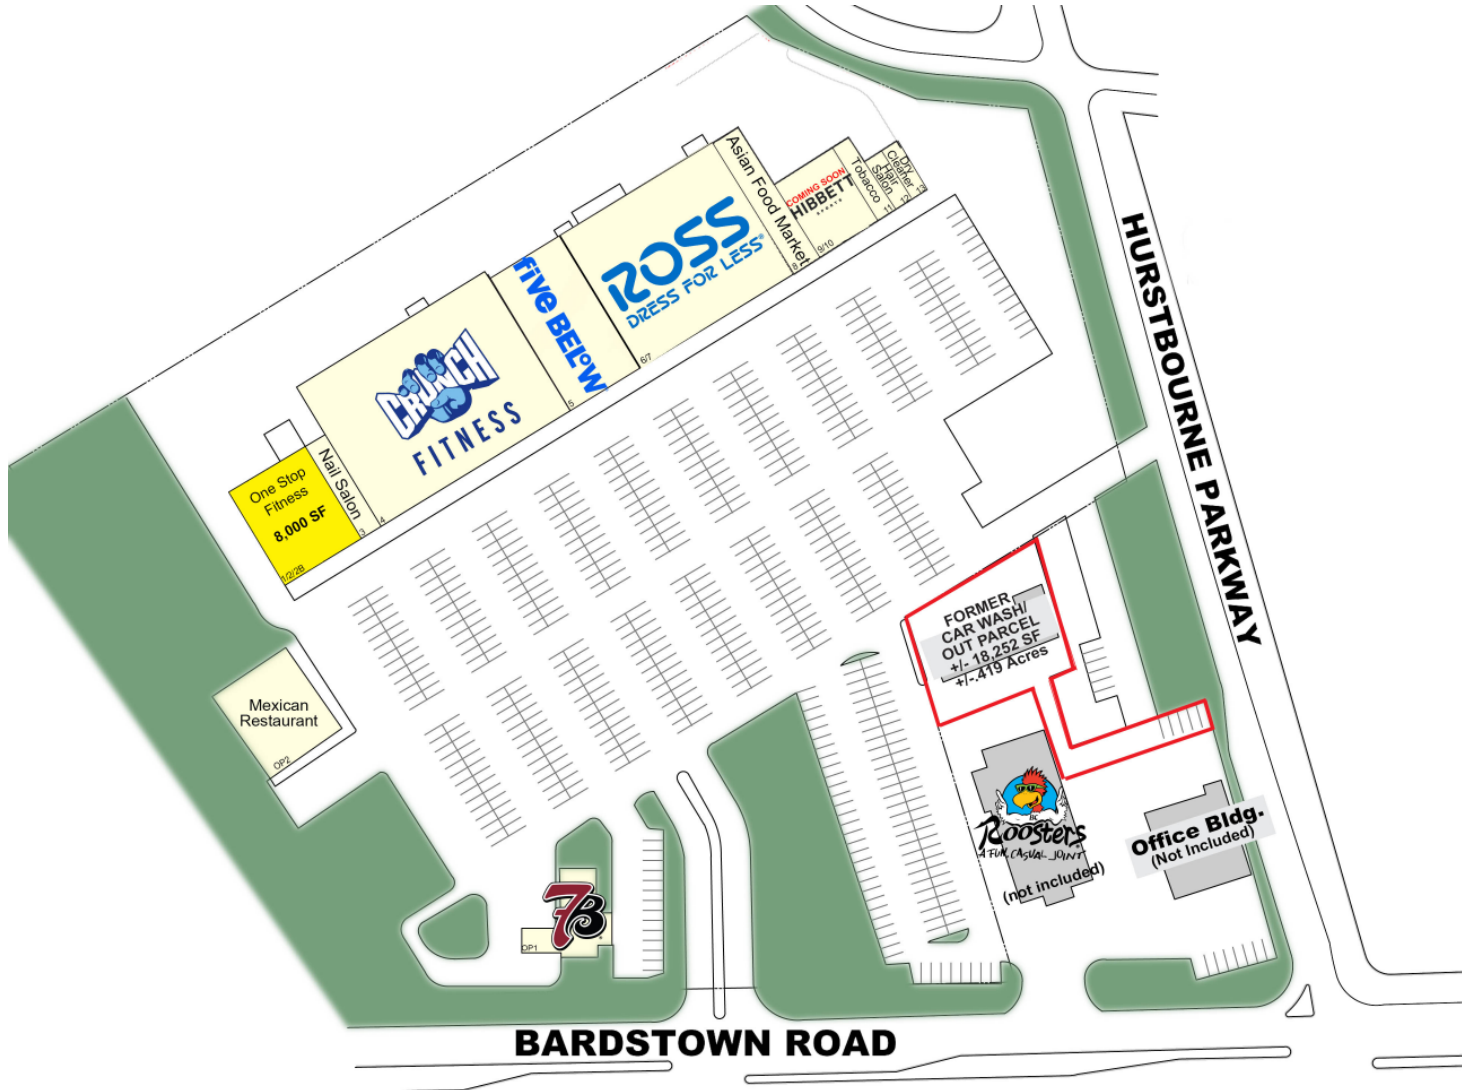 Asian Food Market
8
COMING SOON
HIBBETT
SPORTS
9/10
Tobacco
11
Hair
Salon
12
Dry
Cleaner
13
ROSS
DRESS FOR LESS®
6/7
five BELOW
5
CRUNCH
FITNESS
4
Nail Salon
3
One Stop
Fitness
8,000 SF
1/2/2B
Mexican
Restaurant
OP2
7B
OP1
FORMER
CAR WASH/
OUT PARCEL
+/- 18,252 SF
+/-.419 Acres
Roosters
A FUN, CASUAL JOINT
(not included)
Office Bldg.
(Not Included)
HURSTBOURNE PARKWAY
BARDSTOWN ROAD